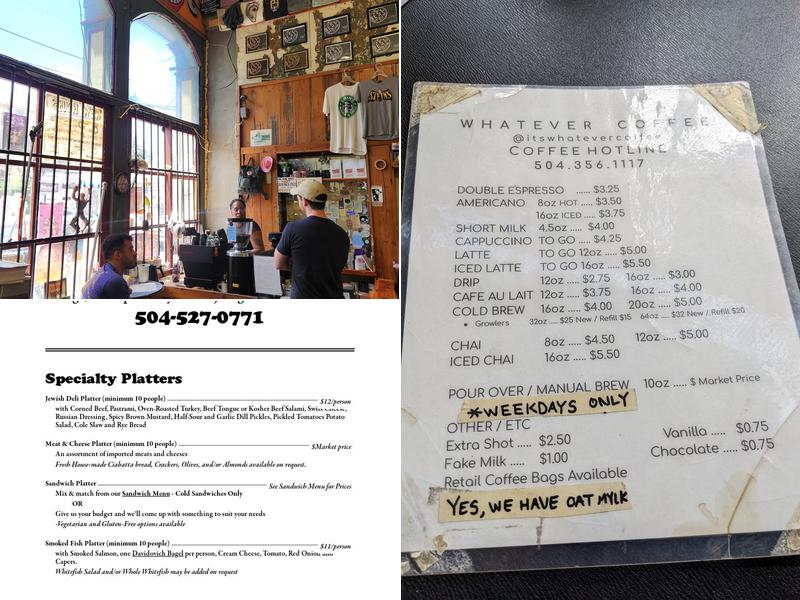 504-527-0771
Specialty Platters
Jewish Deli Platter (minimum 10 people) $12/person
with Corned Beef, Pastrami, Oven-Roasted Turkey, Beef Tongue or Kosher Beef Salami, Swiss Cheese,
Russian Dressing, Spicy Brown Mustard, Half-Sour and Garlic Dill Pickles, Pickled Tomatoes Potato
Salad, Cole Slaw and Rye Bread
Meat & Cheese Platter (minimum 10 people) $Market price
An assortment of imported meats and cheeses
Fresh House-made Ciabatta bread, Crackers, Olives, and/or Almonds available on request.
Sandwich Platter See Sandwich Menu for Prices
Mix & match from our Sandwich Menu - Cold Sandwiches Only
OR
Give us your budget and we'll come up with something to suit your needs
-Vegetarian and Gluten-Free options available
Smoked Fish Platter (minimum 10 people) $11/person
with Smoked Salmon, one Davidovich Bagel per person, Cream Cheese, Tomato, Red Onion and
Capers.
Whitefish Salad and/or Whole Whitefish may be added on request
WHATEVER COFFEE
@itswhatevercoffee
COFFEE HOTLINE
504.356.1117
DOUBLE ESPRESSO ..... $3.25
AMERICANO 8oz HOT ..... $3.50
16oz ICED ..... $3.75
SHORT MILK 4.5oz ..... $4.00
CAPPUCCINO TO GO ..... $4.25
LATTE TO GO 12oz ..... $5.00
ICED LATTE TO GO 16oz ..... $5.50
DRIP 12oz ..... $2.75 16oz ..... $3.00
CAFE AU LAIT 12oz ..... $3.75 16oz ..... $4.00
COLD BREW 16oz ..... $4.00 20oz ..... $5.00
• Growlers 32oz ..... $25 New / Refill $15 64oz ..... $32 New / Refill $20
CHAI 8oz ..... $4.50 12oz ..... $5.00
ICED CHAI 16oz ..... $5.50
POUR OVER / MANUAL BREW 10oz ..... $ Market Price
*WEEKDAYS ONLY
OTHER / ETC
Extra Shot ..... $2.50 Vanilla ..... $0.75
Fake Milk ..... $1.00 Chocolate ..... $0.75
Retail Coffee Bags Available
YES, WE HAVE OAT MYLK